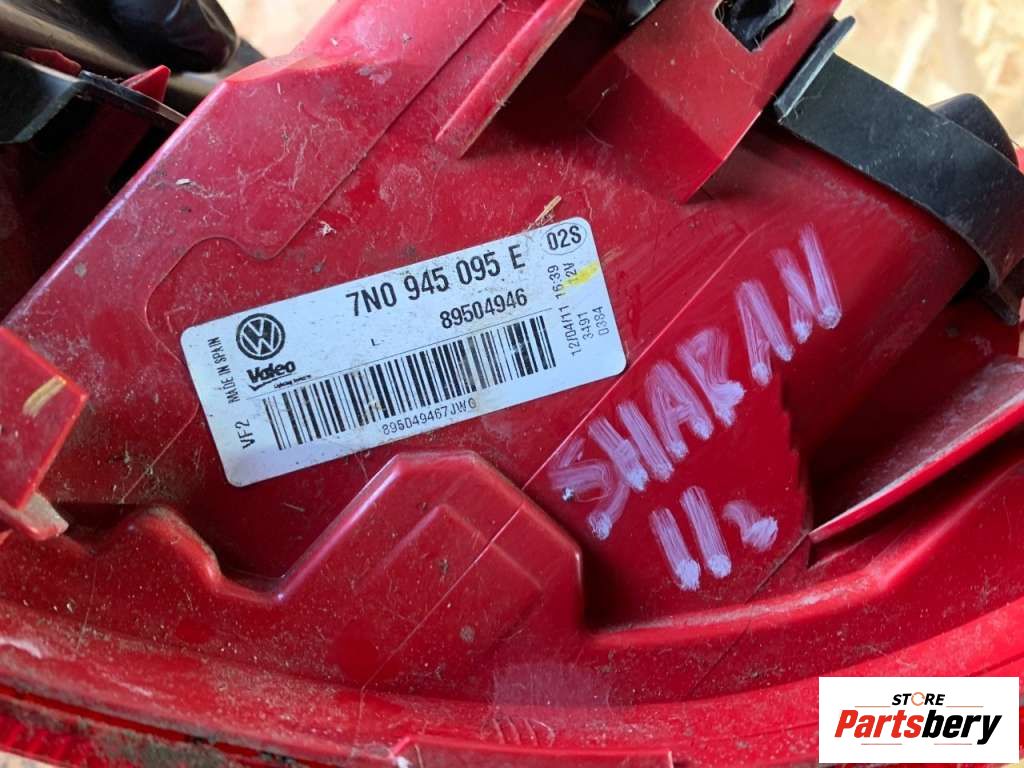 7N0 945 095 E
02S
89504946
L
VF2 MADE IN SPAIN
Valeo
12/04/11 16:39
3491 12V
0384
895049467JWG
SHARAN
11.
STORE
Partsbery